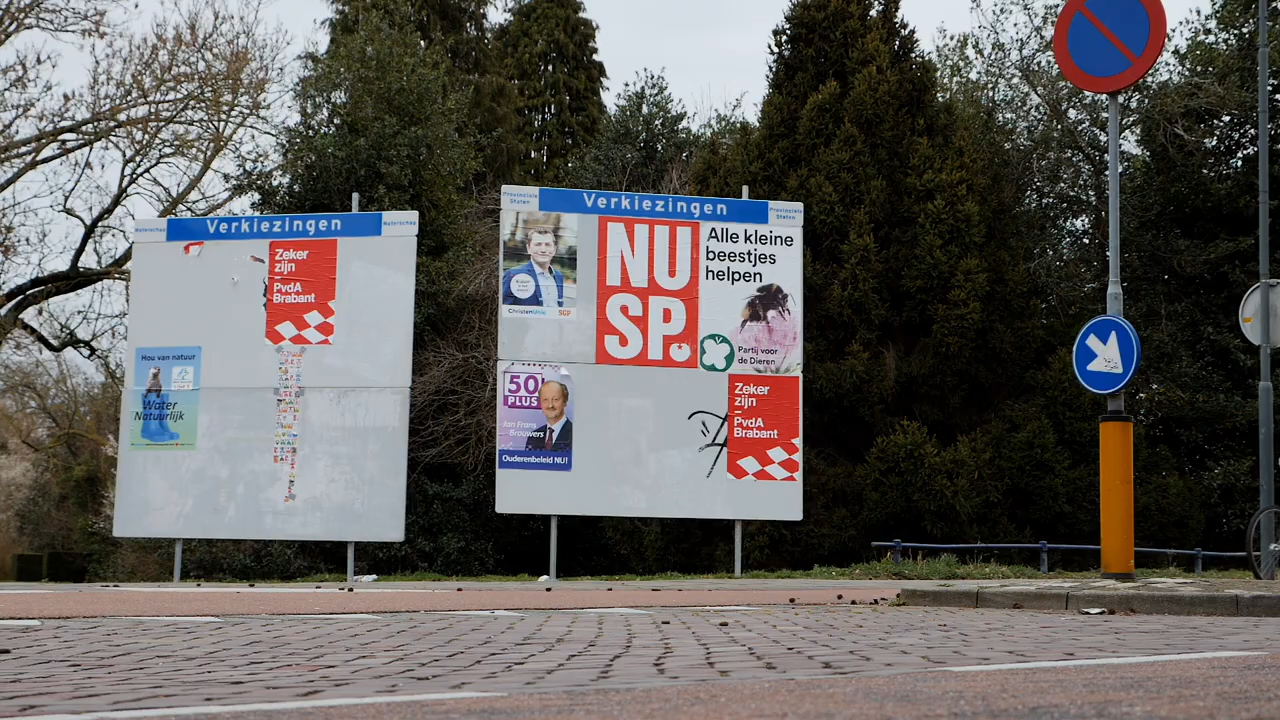 Waterschap
Verkiezingen
Waterschap
Zeker
zijn
-
PvdA
Brabant
Hou van natuur
Water
Natuurlijk
Provinciale
Staten
Verkiezingen
Provinciale
Staten
ChristenUnie
SGP
NU
SP.
Alle kleine
beestjes
helpen
Partij voor
de Dieren
50
PLUS
Jan Frans
Brouwers
Ouderenbeleid NU!
Zeker
zijn
-
PvdA
Brabant